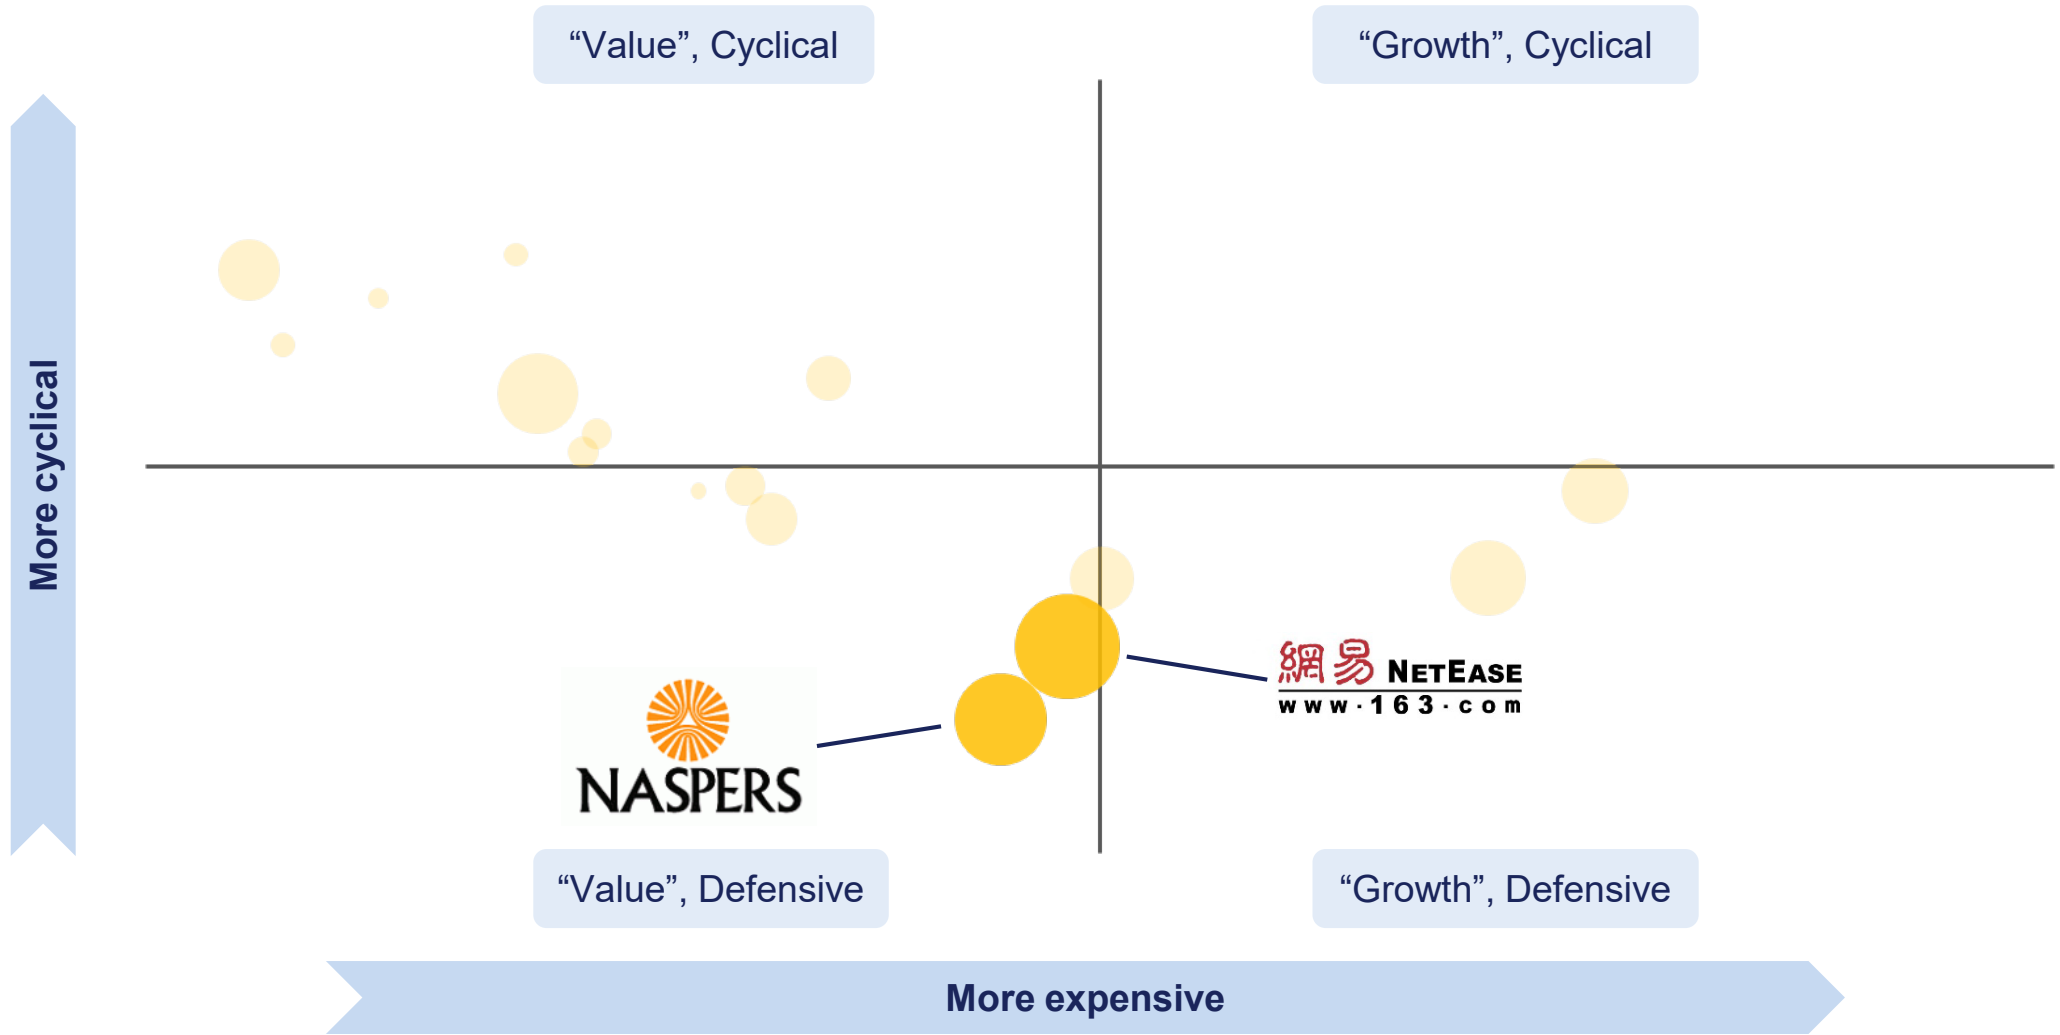 “Value”, Cyclical
“Growth”, Cyclical
More cyclical
網易 NETEASE
www.163.com
NASPERS
“Value”, Defensive
“Growth”, Defensive
More expensive